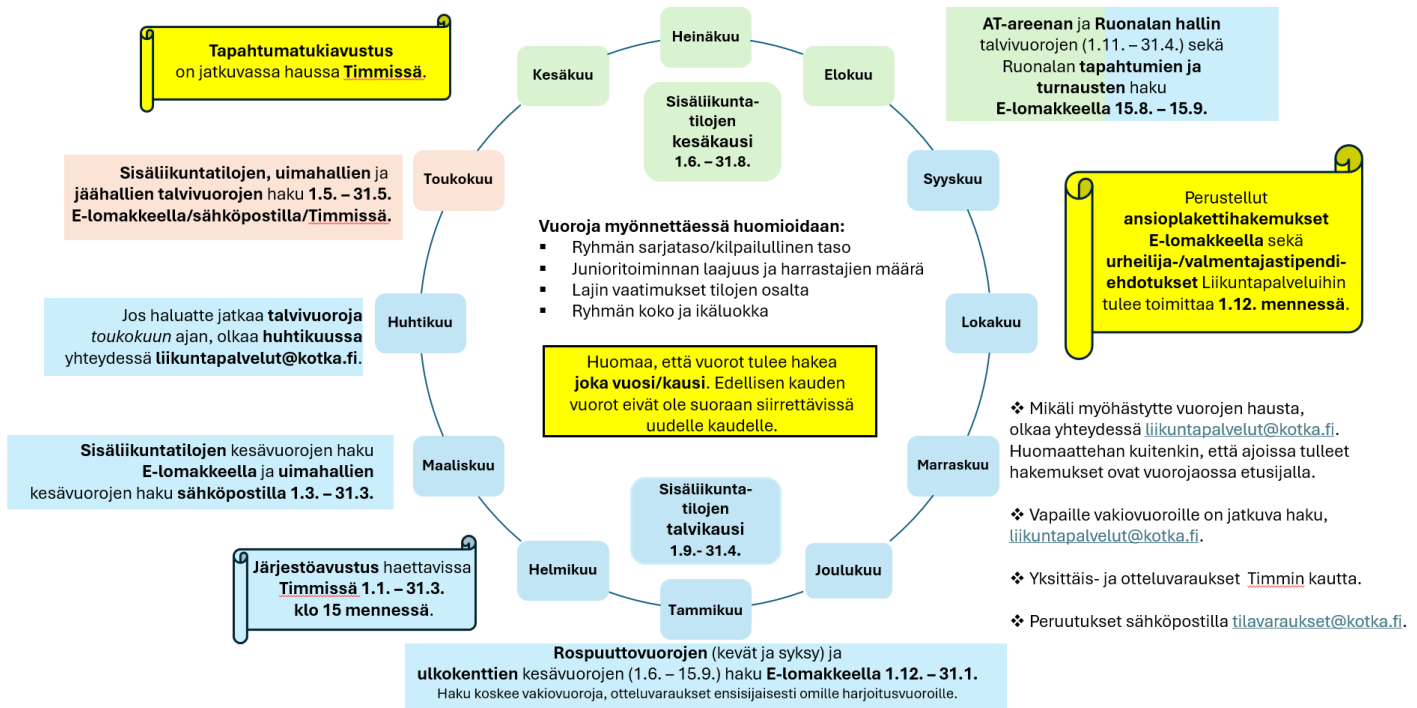 Tapahtumatukiavustus
on jatkuvassa haussa Timmissä.
Heinäkuu
Kesäkuu
Elokuu
AT-areenan ja Ruonalan hallin
talvivuorojen (1.11. – 31.4.) sekä
Ruonalan tapahtumien ja
turnausten haku
E-lomakkeella 15.8. – 15.9.
Sisäliikunta-
tilojen
kesäkausi
1.6. – 31.8.
Sisäliikuntatilojen, uimahallien ja
jäähallien talvivuorojen haku 1.5. – 31.5.
E-lomakkeella/sähköpostilla/Timmissä.
Toukokuu
Syyskuu
Perustellut
ansioplakettihakemukset
E-lomakkeella sekä
urheilija-/valmentajastipendi-
ehdotukset Liikuntapalveluihin
tulee toimittaa 1.12. mennessä.
Vuoroja myönnettäessä huomioidaan:
▪ Ryhmän sarjataso/kilpailullinen taso
▪ Junioritoiminnan laajuus ja harrastajien määrä
▪ Lajin vaatimukset tilojen osalta
▪ Ryhmän koko ja ikäluokka
Jos haluatte jatkaa talvivuoroja
toukokuun ajan, olkaa huhtikuussa
yhteydessä liikuntapalvelut@kotka.fi.
Huhtikuu
Lokakuu
Huomaa, että vuorot tulee hakea
joka vuosi/kausi. Edellisen kauden
vuorot eivät ole suoraan siirrettävissä
uudelle kaudelle.
Sisäliikuntatilojen kesävuorojen haku
E-lomakkeella ja uimahallien
kesävuorojen haku sähköpostilla 1.3. – 31.3.
Maaliskuu
Marraskuu
❖ Mikäli myöhästytte vuorojen hausta,
olkaa yhteydessä liikuntapalvelut@kotka.fi.
Huomaattehan kuitenkin, että ajoissa tulleet
hakemukset ovat vuorojaossa etusijalla.
❖ Vapaille vakiovuoroille on jatkuva haku,
liikuntapalvelut@kotka.fi.
❖ Yksittäis- ja otteluvaraukset Timmin kautta.
❖ Peruutukset sähköpostilla tilavaraukset@kotka.fi.
Sisäliikunta-
tilojen
talvikausi
1.9.- 31.4.
Järjestöavustus haettavissa
Timmissä 1.1. – 31.3.
klo 15 mennessä.
Helmikuu
Joulukuu
Tammikuu
Rospuuttovuorojen (kevät ja syksy) ja
ulkokenttien kesävuorojen (1.6. – 15.9.) haku E-lomakkeella 1.12. – 31.1.
Haku koskee vakiovuoroja, otteluvaraukset ensisijaisesti omille harjoitusvuoroille.